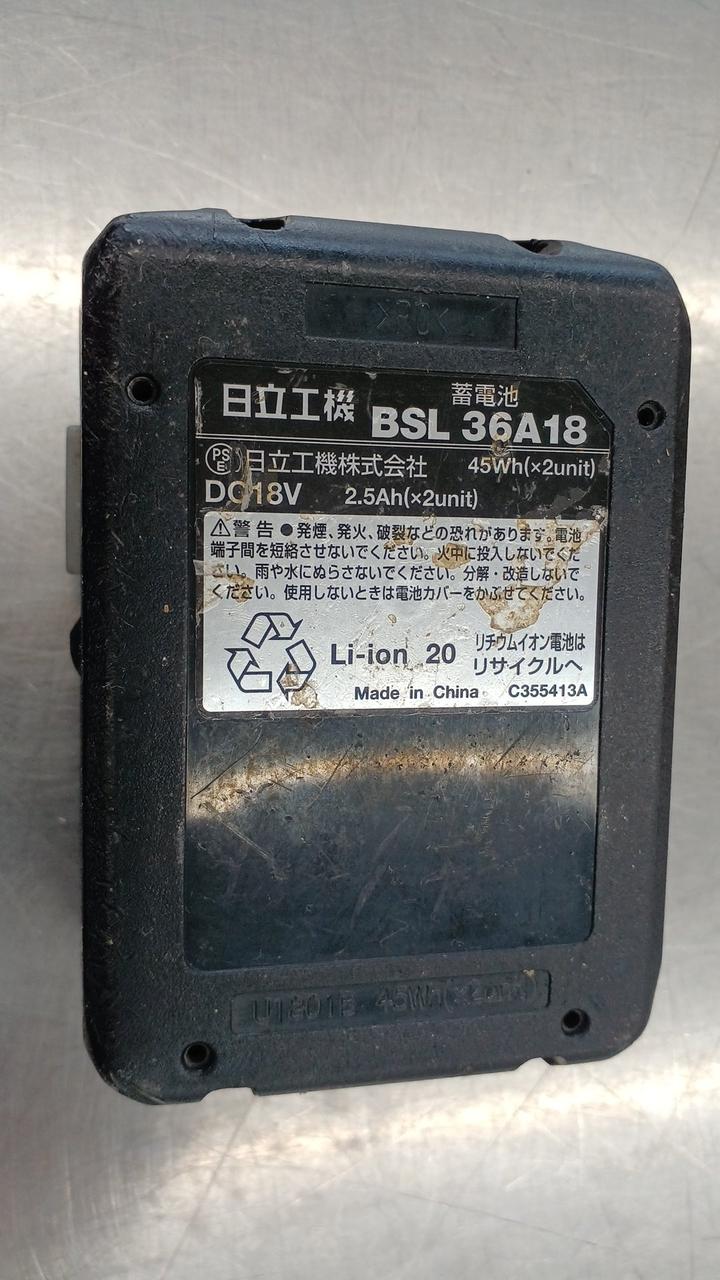 >PC<
日立工機 蓄電池
BSL 36A18
PS E 日立工機株式会社 45Wh(×2unit)
DC18V 2.5Ah(×2unit)
⚠警告 ●発煙、発火、破裂などの恐れがあります。電池
端子間を短絡させないでください。火中に投入しないでくだ
さい。雨や水にぬらさないでください。分解・改造しないで
ください。使用しないときは電池カバーをかぶせてください。
Li-ion 20 リチウムイオン電池は
リサイクルへ
Made in China C355413A
45Wh(×2unit)